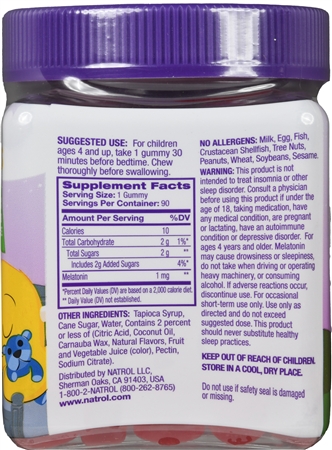 SUGGESTED USE: For children
ages 4 and up, take 1 gummy 30
minutes before bedtime. Chew
thoroughly before swallowing.
Supplement Facts
Serving Size: 1 Gummy
Servings Per Container: 90
Amount Per Serving %DV
Calories 10
Total Carbohydrate 2 g 1%*
Total Sugars 2 g **
Includes 2g Added Sugars 4%*
Melatonin 1 mg **
*Percent Daily Values (DV) are based on a 2,000 calorie diet.
** Daily Value (DV) not established.
OTHER INGREDIENTS: Tapioca Syrup,
Cane Sugar, Water, Contains 2 percent
or less of (Citric Acid, Coconut Oil,
Carnauba Wax, Natural Flavors, Fruit
and Vegetable Juice (color), Pectin,
Sodium Citrate).
Distributed by NATROL LLC,
Sherman Oaks, CA 91403, USA
1-800-2-NATROL (800-262-8765)
www.natrol.com
NO ALLERGENS: Milk, Egg, Fish,
Crustacean Shellfish, Tree Nuts,
Peanuts, Wheat, Soybeans, Sesame.
WARNING: This product is not
intended to treat insomnia or other
sleep disorder. Consult a physician
before using this product if under the
age of 18, taking medication, have
any medical condition, are pregnant
or lactating, have an autoimmune
condition or depressive disorder. For
ages 4 years and older. Melatonin
may cause drowsiness or sleepiness,
do not take when driving or operating
heavy machinery, or consuming
alcohol. If adverse reactions occur,
discontinue use. For occasional
short-term use only. Use only as
directed and do not exceed
suggested dose. This product
should never substitute healthy
sleep practices.
KEEP OUT OF REACH OF CHILDREN.
STORE IN A COOL, DRY PLACE.
Do not use if safety seal is damaged
or missing.